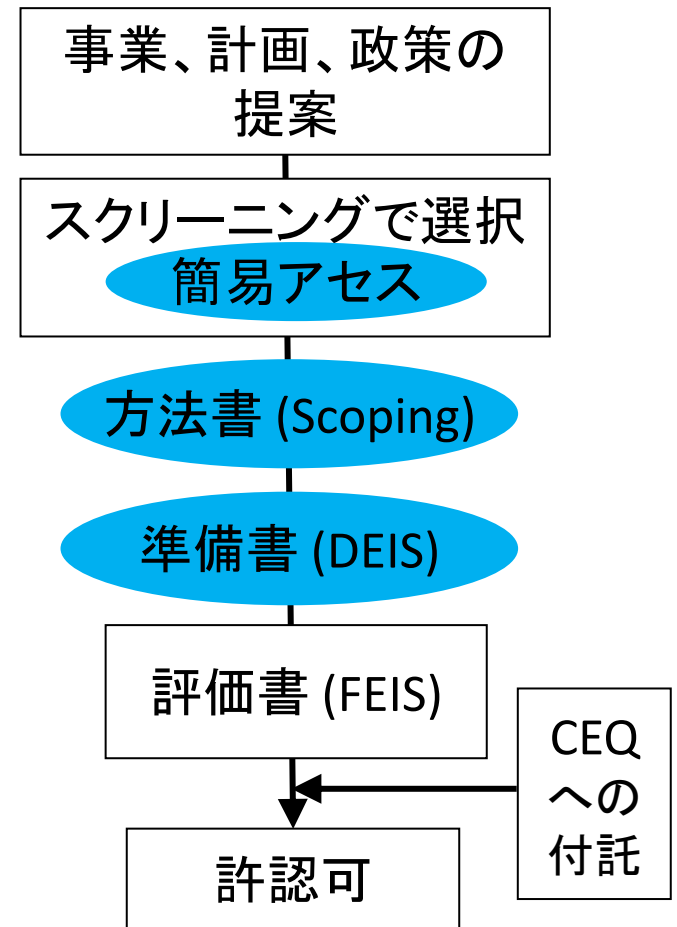 事業、計画、政策の
提案
スクリーニングで選択
簡易アセス
方法書 (Scoping)
準備書 (DEIS)
評価書 (FEIS)
CEQ
への
付託
許認可